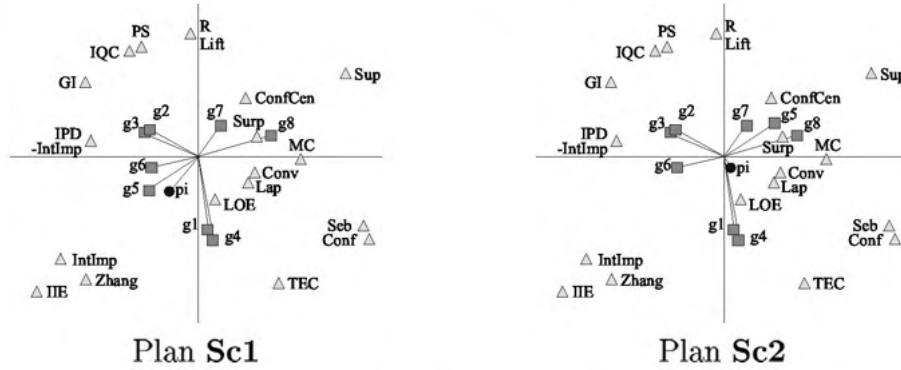 PS
R
IQC
Lift
GI
Sup
ConfCen
g2
g7
g3
Surp
g8
IPD
-IntImp
MC
g6
Conv
g5
pi
Lap
LOE
g1
g4
Seb
Conf
IntImp
Zhang
TEC
IIE
Plan Sc1
PS
R
IQC
Lift
GI
Sup
ConfCen
g2
g7
g5
g3
g8
IPD
-IntImp
Surp
MC
g6
pi
Conv
Lap
LOE
g1
g4
Seb
Conf
IntImp
Zhang
TEC
IIE
Plan Sc2